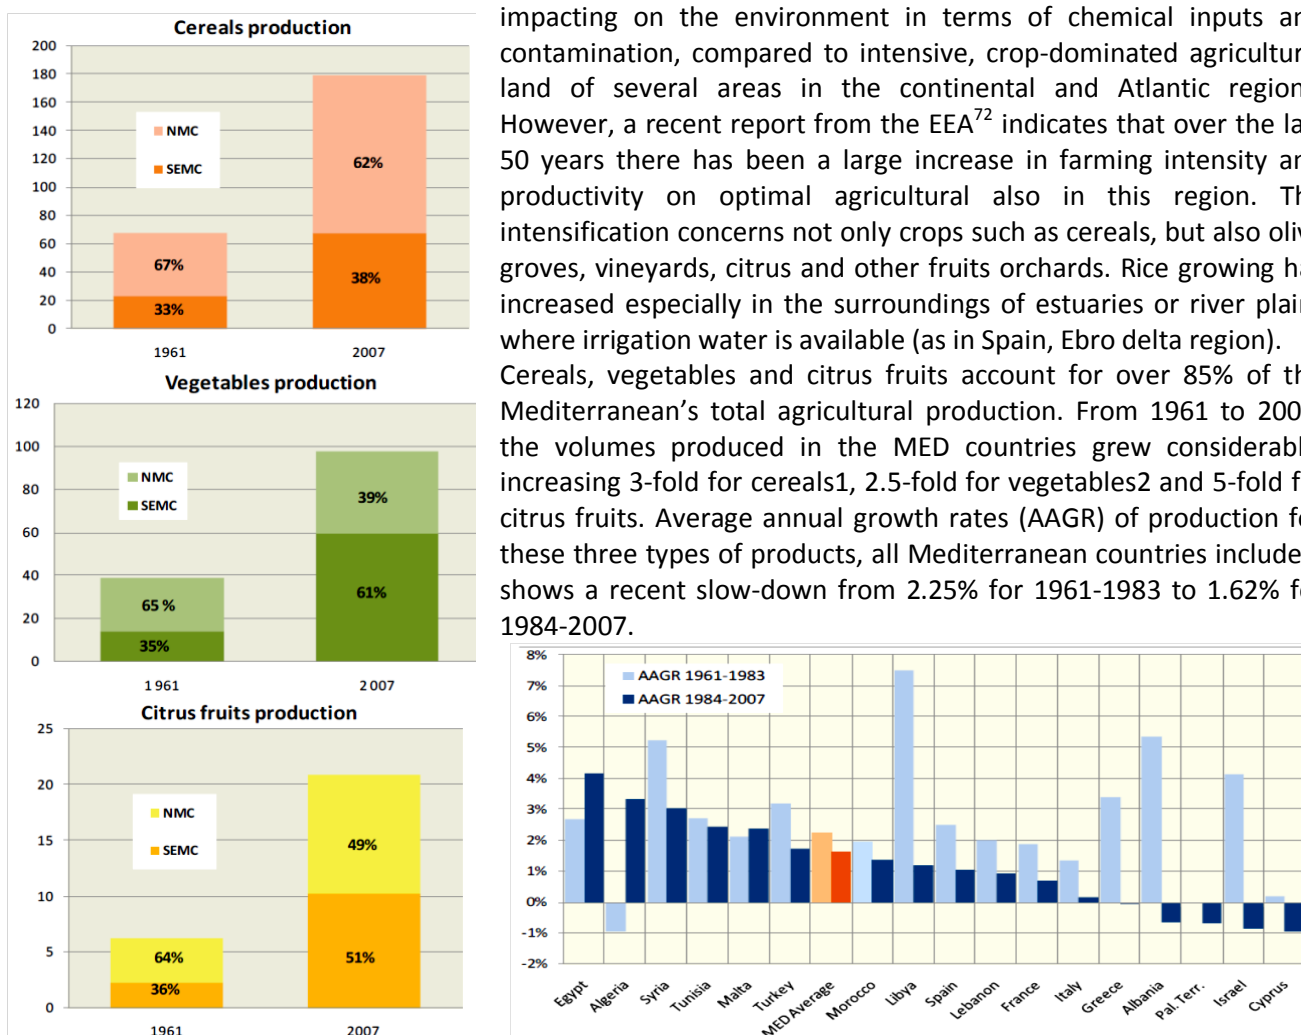 Cereals production
200
180
160
140
120
100
80
60
40
20
0
NMC
SEMC
67%
33%
62%
38%
1961
2007
Vegetables production
120
100
80
60
40
20
0
NMC
SEMC
65 %
35%
39%
61%
1961
2007
Citrus fruits production
25
20
15
10
5
0
NMC
SEMC
64%
36%
49%
51%
1961
2007
impacting on the environment in terms of chemical inputs an
contamination, compared to intensive, crop-dominated agricultur
land of several areas in the continental and Atlantic region
However, a recent report from the EEA72 indicates that over the la
50 years there has been a large increase in farming intensity an
productivity on optimal agricultural also in this region. Th
intensification concerns not only crops such as cereals, but also oliv
groves, vineyards, citrus and other fruits orchards. Rice growing ha
increased especially in the surroundings of estuaries or river plain
where irrigation water is available (as in Spain, Ebro delta region).
Cereals, vegetables and citrus fruits account for over 85% of th
Mediterranean’s total agricultural production. From 1961 to 200
the volumes produced in the MED countries grew considerabl
increasing 3-fold for cereals1, 2.5-fold for vegetables2 and 5-fold f
citrus fruits. Average annual growth rates (AAGR) of production fo
these three types of products, all Mediterranean countries include
shows a recent slow-down from 2.25% for 1961-1983 to 1.62% fo
1984-2007.
8%
7%
6%
5%
4%
3%
2%
1%
0%
-1%
-2%
AAGR 1961-1983
AAGR 1984-2007
Egypt
Algeria
Syria
Tunisia
Malta
Turkey
MED Average
Morocco
Libya
Spain
Lebanon
France
Italy
Greece
Albania
Pal. Terr.
Israel
Cyprus